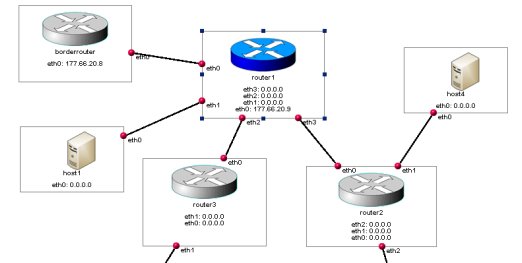 borderrouter
eth0: 177.66.20.8
eth0
eth0
router1
eth3: 0.0.0.0
eth2: 0.0.0.0
eth1: 0.0.0.0
eth0: 177.66.20.9
eth1
eth2
eth3
host4
eth0: 0.0.0.0
eth0
eth0
host1
eth0: 0.0.0.0
eth0
router3
eth1: 0.0.0.0
eth0: 0.0.0.0
eth1
eth0
eth1
router2
eth2: 0.0.0.0
eth1: 0.0.0.0
eth0: 0.0.0.0
eth2